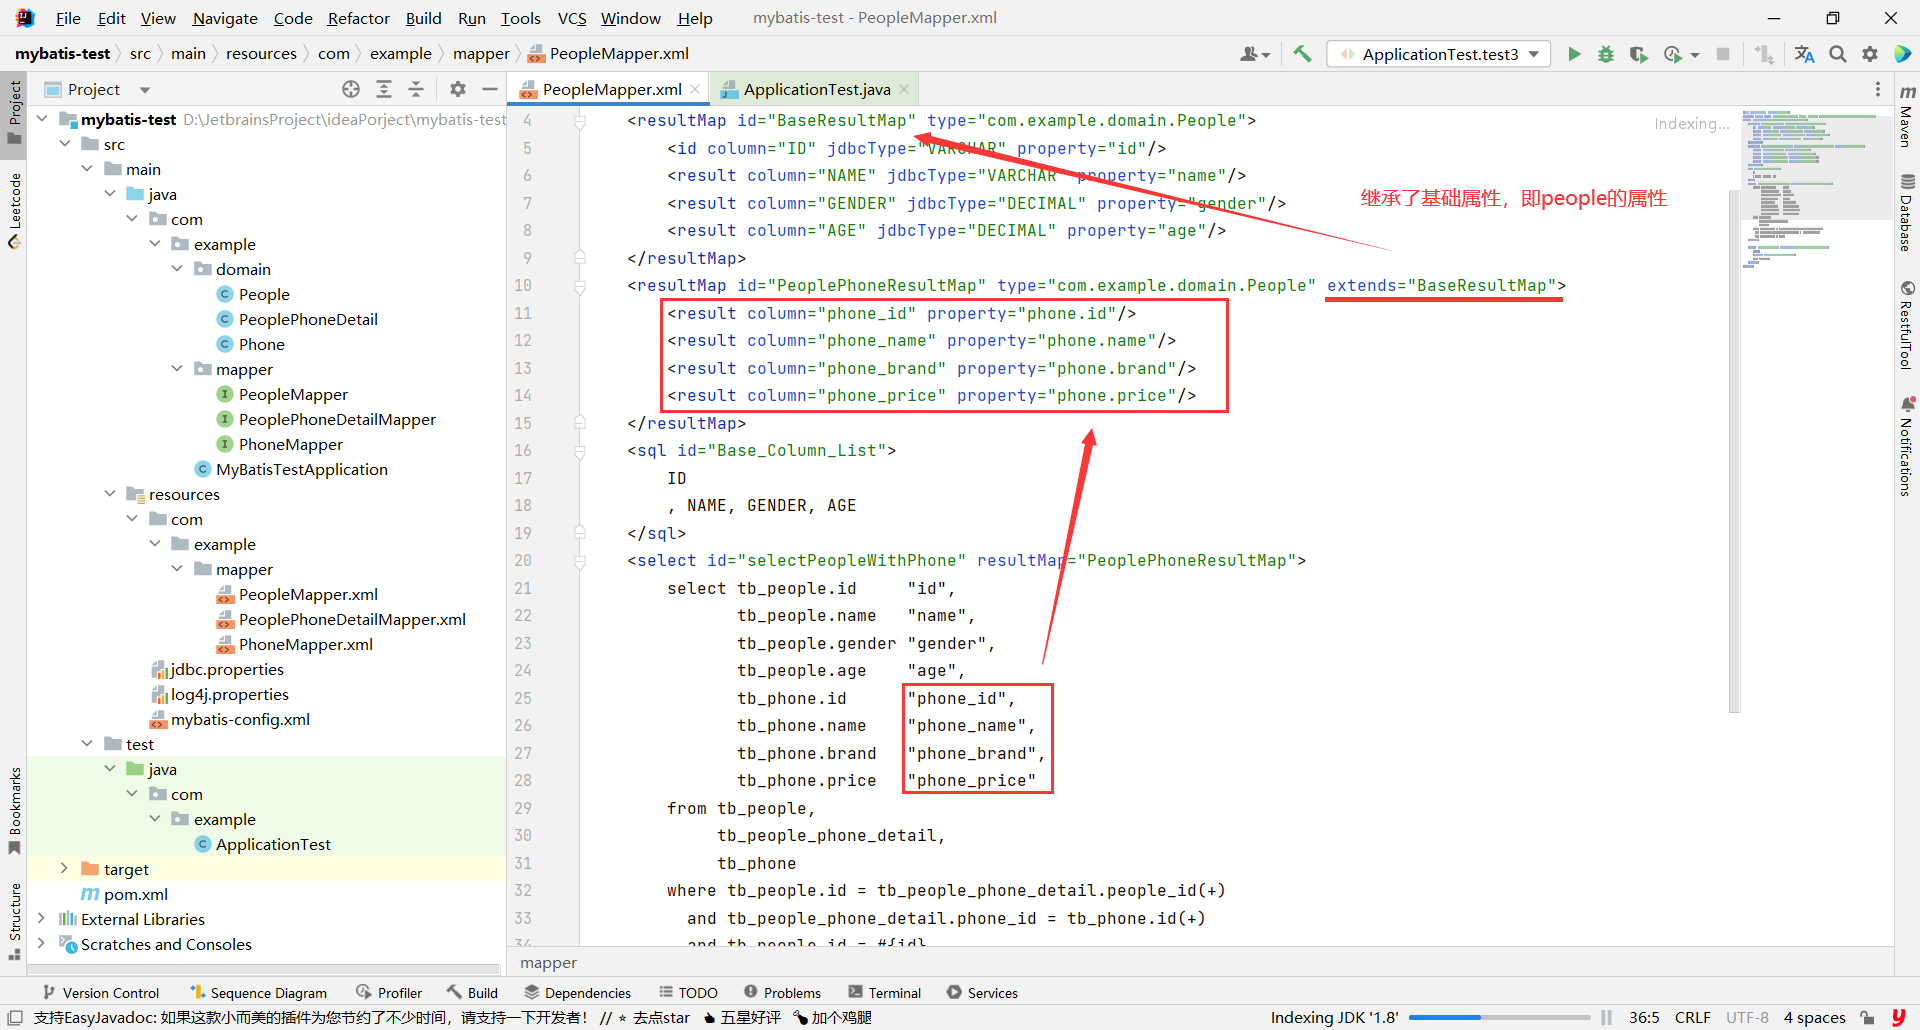 File Edit View Navigate Code Refactor Build Run Tools VCS Window Help mybatis-test - PeopleMapper.xml
mybatis-test src main resources com example mapper PeopleMapper.xml
ApplicationTest.test3
Project
PeopleMapper.xml
ApplicationTest.java
Project
Leetcode
Bookmarks
Structure
mybatis-test D:\JetbrainsProject\ideaPorject\mybatis-test
src
main
java
com
example
domain
People
PeoplePhoneDetail
Phone
mapper
PeopleMapper
PeoplePhoneDetailMapper
PhoneMapper
MyBatisTestApplication
resources
com
example
mapper
PeopleMapper.xml
PeoplePhoneDetailMapper.xml
PhoneMapper.xml
jdbc.properties
log4j.properties
mybatis-config.xml
test
java
com
example
ApplicationTest
target
pom.xml
External Libraries
Scratches and Consoles
4 <resultMap id="BaseResultMap" type="com.example.domain.People">
5 <id column="ID" jdbcType="VARCHAR" property="id"/>
6 <result column="NAME" jdbcType="VARCHAR" property="name"/>
7 <result column="GENDER" jdbcType="DECIMAL" property="gender"/>
8 <result column="AGE" jdbcType="DECIMAL" property="age"/>
9 </resultMap>
10 <resultMap id="PeoplePhoneResultMap" type="com.example.domain.People" extends="BaseResultMap">
11 <result column="phone_id" property="phone.id"/>
12 <result column="phone_name" property="phone.name"/>
13 <result column="phone_brand" property="phone.brand"/>
14 <result column="phone_price" property="phone.price"/>
15 </resultMap>
16 <sql id="Base_Column_List">
17 ID
18 , NAME, GENDER, AGE
19 </sql>
20 <select id="selectPeopleWithPhone" resultMap="PeoplePhoneResultMap">
21 select tb_people.id "id",
22 tb_people.name "name",
23 tb_people.gender "gender",
24 tb_people.age "age",
25 tb_phone.id "phone_id",
26 tb_phone.name "phone_name",
27 tb_phone.brand "phone_brand",
28 tb_phone.price "phone_price"
29 from tb_people,
30 tb_people_phone_detail,
31 tb_phone
32 where tb_people.id = tb_people_phone_detail.people_id(+)
33 and tb_people_phone_detail.phone_id = tb_phone.id(+)
34 and tb_people.id = #{id}
Indexing...
继承了基础属性，即people的属性
mapper
Maven
Database
RestfulTool
Notifications
Version Control Sequence Diagram Profiler Build Dependencies TODO Problems Terminal Services
支持EasyJavadoc: 如果这款小而美的插件为您节约了不少时间，请支持一下开发者！ // ☆ 去点star 五星好评 加个鸡腿
Indexing JDK '1.8' 36:5 CRLF UTF-8 4 spaces